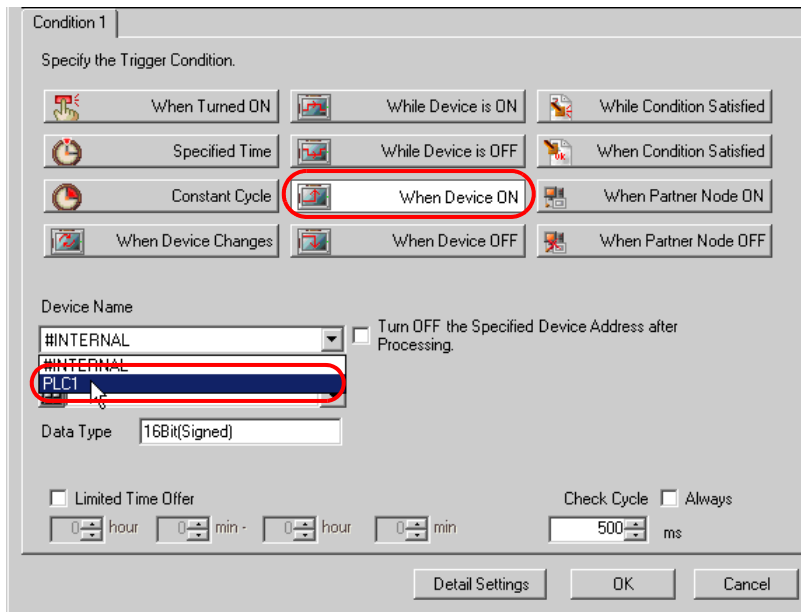 Condition 1
Specify the Trigger Condition.
When Turned ON
While Device is ON
While Condition Satisfied
Specified Time
While Device is OFF
When Condition Satisfied
Constant Cycle
When Device ON
When Partner Node ON
When Device Changes
When Device OFF
When Partner Node OFF
Device Name
#INTERNAL
Turn OFF the Specified Device Address after
Processing.
#INTERNAL
PLC1
Data Type 16Bit(Signed)
Limited Time Offer
Check Cycle Always
0 hour 0 min - 0 hour 0 min
500 ms
Detail Settings OK Cancel